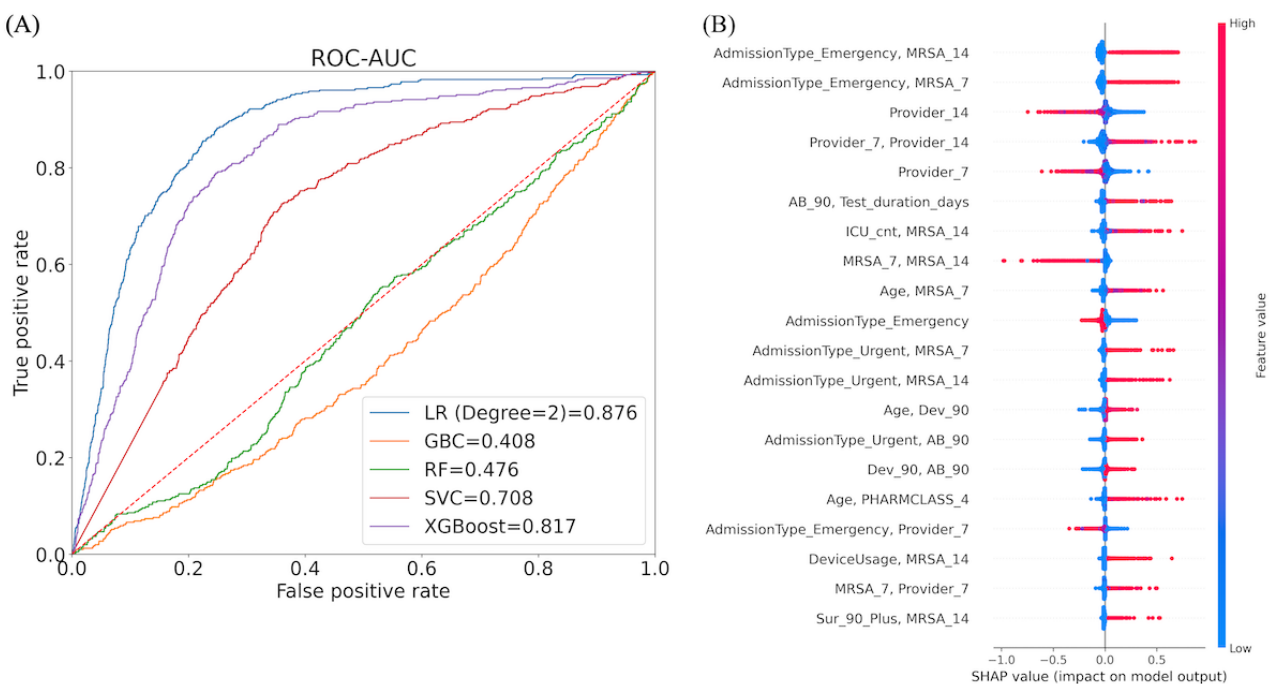 (A)
ROC-AUC
1.0
0.8
0.6
0.4
0.2
0.0
0.0 0.2 0.4 0.6 0.8 1.0
True positive rate
False positive rate
LR (Degree=2)=0.876
GBC=0.408
RF=0.476
SVC=0.708
XGBoost=0.817
(B)
AdmissionType_Emergency, MRSA_14
AdmissionType_Emergency, MRSA_7
Provider_14
Provider_7, Provider_14
Provider_7
AB_90, Test_duration_days
ICU_cnt, MRSA_14
MRSA_7, MRSA_14
Age, MRSA_7
AdmissionType_Emergency
AdmissionType_Urgent, MRSA_7
AdmissionType_Urgent, MRSA_14
Age, Dev_90
AdmissionType_Urgent, AB_90
Dev_90, AB_90
Age, PHARMCLASS_4
AdmissionType_Emergency, Provider_7
DeviceUsage, MRSA_14
MRSA_7, Provider_7
Sur_90_Plus, MRSA_14
−1.0 −0.5 0.0 0.5
SHAP value (impact on model output)
High
Feature value
Low